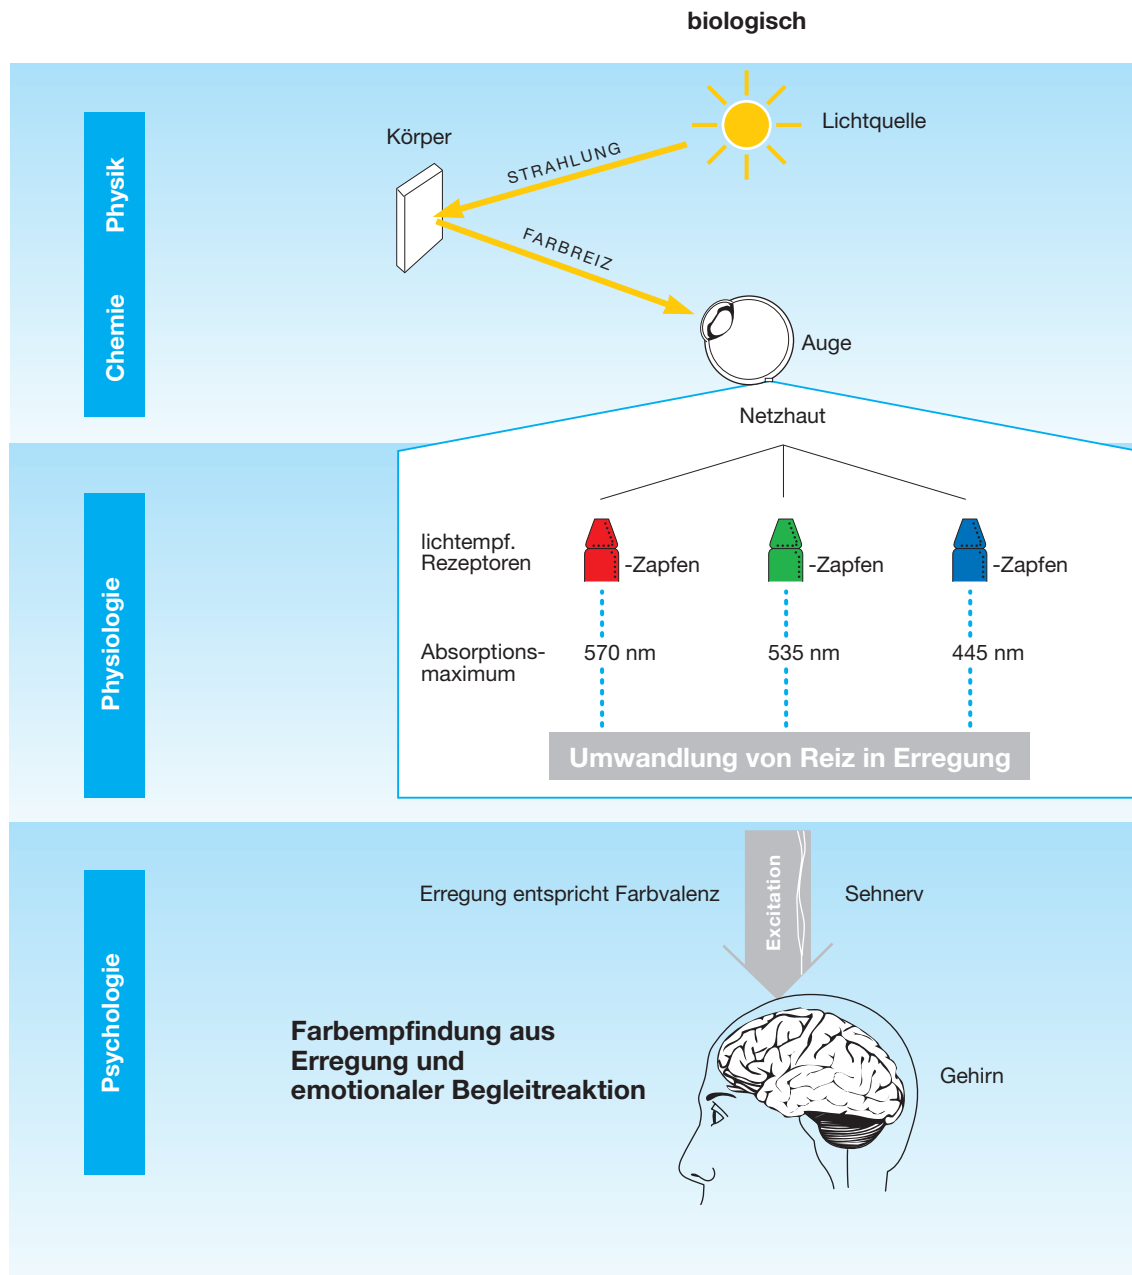 biologisch
Physik
Chemie
Körper
Lichtquelle
STRAHLUNG
FARBREIZ
Auge
Netzhaut
Physiologie
lichtempf.
Rezeptoren
-Zapfen
-Zapfen
-Zapfen
Absorptions-
maximum
570 nm
535 nm
445 nm
Umwandlung von Reiz in Erregung
Psychologie
Erregung entspricht Farbvalenz
Excitation
Sehnerv
Farbempfindung aus
Erregung und
emotionaler Begleitreaktion
Gehirn